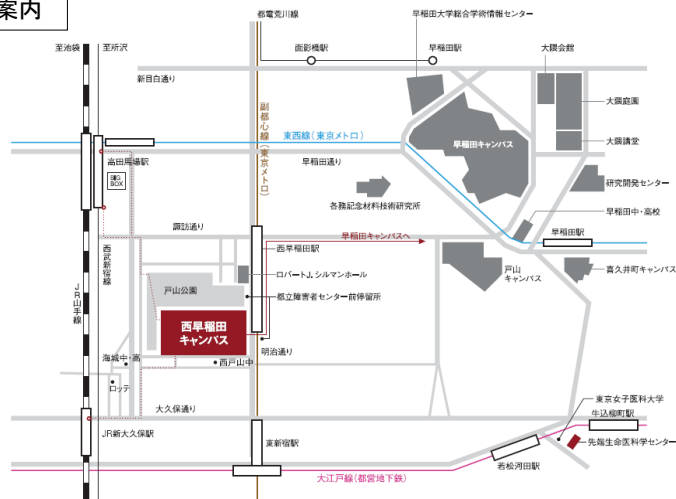 案内
都電荒川線
早稲田大学総合学術情報センター
至池袋
至所沢
面影橋駅
早稲田駅
大隈会館
新目白通り
大隈庭園
副都心線(東京メトロ)
東西線(東京メトロ)
早稲田キャンパス
大隈講堂
高田馬場駅
早稲田通り
BIG
BOX
研究開発センター
各務記念材料技術研究所
早稲田中・高校
諏訪通り
早稲田キャンパスへ
早稲田駅
西早稲田駅
西武新宿線
ロバートJ.シルマンホール
戸山
キャンパス
喜久井町キャンパス
JR山手線
戸山公園
都立障害者センター前停留所
西早稲田
キャンパス
明治通り
海城中・高
西戸山中
ロッテ
大久保通り
東京女子医科大学
牛込柳町駅
JR新大久保駅
東新宿駅
先端生命医科学センター
若松河田駅
大江戸線(都営地下鉄)